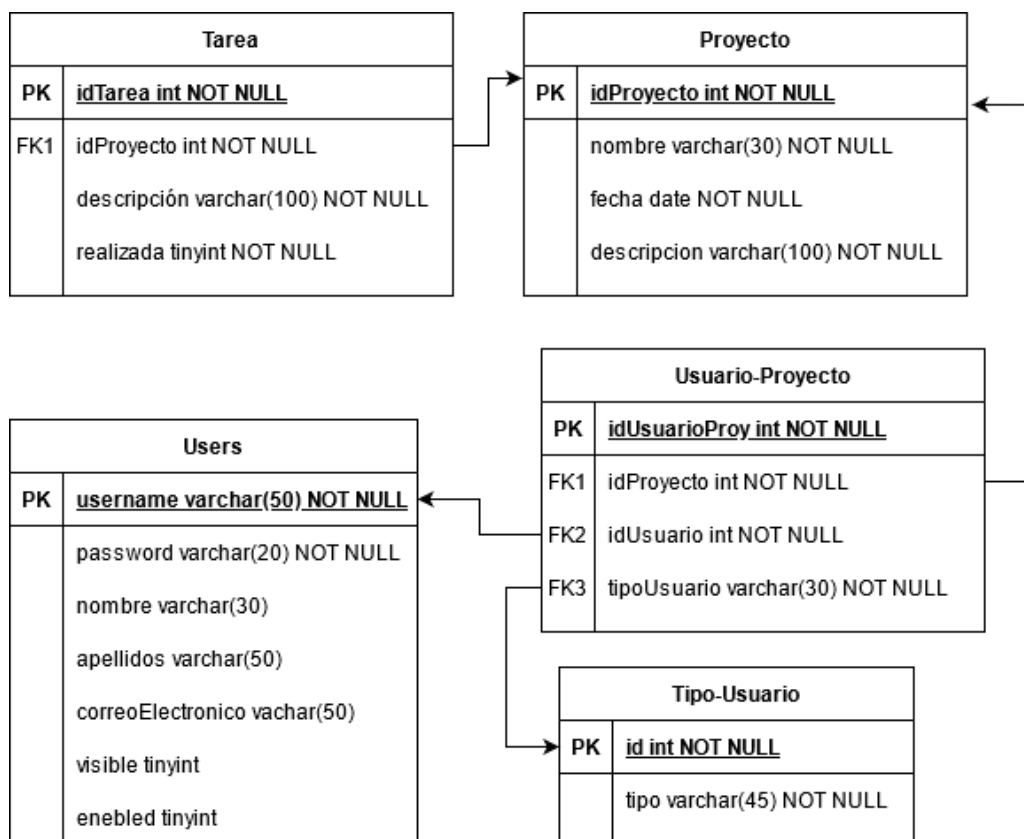 Tarea
PK idTarea int NOT NULL
FK1 idProyecto int NOT NULL
descripción varchar(100) NOT NULL
realizada tinyint NOT NULL
Proyecto
PK idProyecto int NOT NULL
nombre varchar(30) NOT NULL
fecha date NOT NULL
descripcion varchar(100) NOT NULL
Users
PK username varchar(50) NOT NULL
password varchar(20) NOT NULL
nombre varchar(30)
apellidos varchar(50)
correoElectronico vachar(50)
visible tinyint
enebled tinyint
Usuario-Proyecto
PK idUsuarioProy int NOT NULL
FK1 idProyecto int NOT NULL
FK2 idUsuario int NOT NULL
FK3 tipoUsuario varchar(30) NOT NULL
Tipo-Usuario
PK id int NOT NULL
tipo varchar(45) NOT NULL